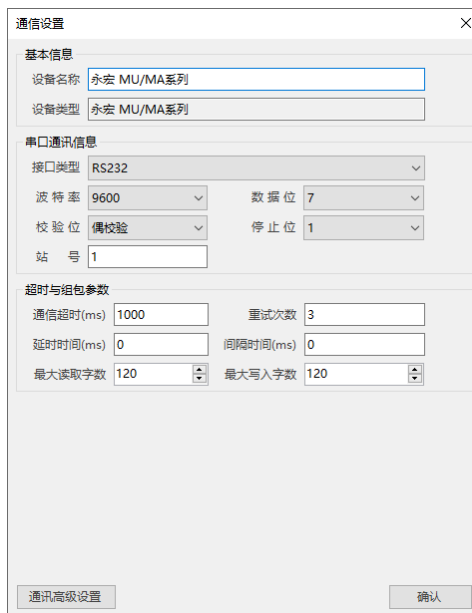 通信设置
基本信息
设备名称 永宏 MU/MA系列
设备类型 永宏 MU/MA系列
串口通讯信息
接口类型 RS232
波特率 9600 数据位 7
校验位 偶校验 停止位 1
站号 1
超时与组包参数
通信超时(ms) 1000 重试次数 3
延时时间(ms) 0 间隔时间(ms) 0
最大读取字数 120 最大写入字数 120
通讯高级设置 确认